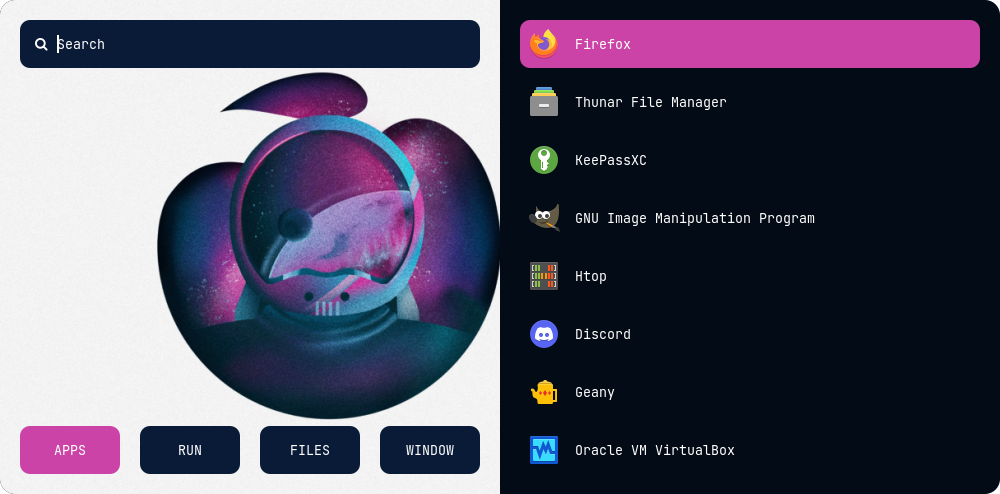 Search
APPS
RUN
FILES
WINDOW
Firefox
Thunar File Manager
KeePassXC
GNU Image Manipulation Program
Htop
Discord
Geany
Oracle VM VirtualBox